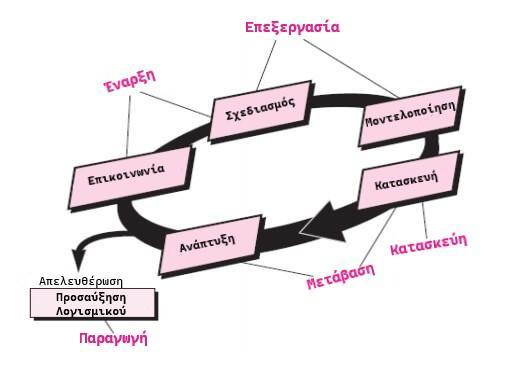 Επεξεργασία
Έναρξη
Σχεδιασμός
Μοντελοποίηση
Επικοινωνία
Κατασκευή
Ανάπτυξη
Κατασκεύη
Μετάβαση
Απελευθέρωση
Προσαύξηση
Λογισμικού
Παραγωγή